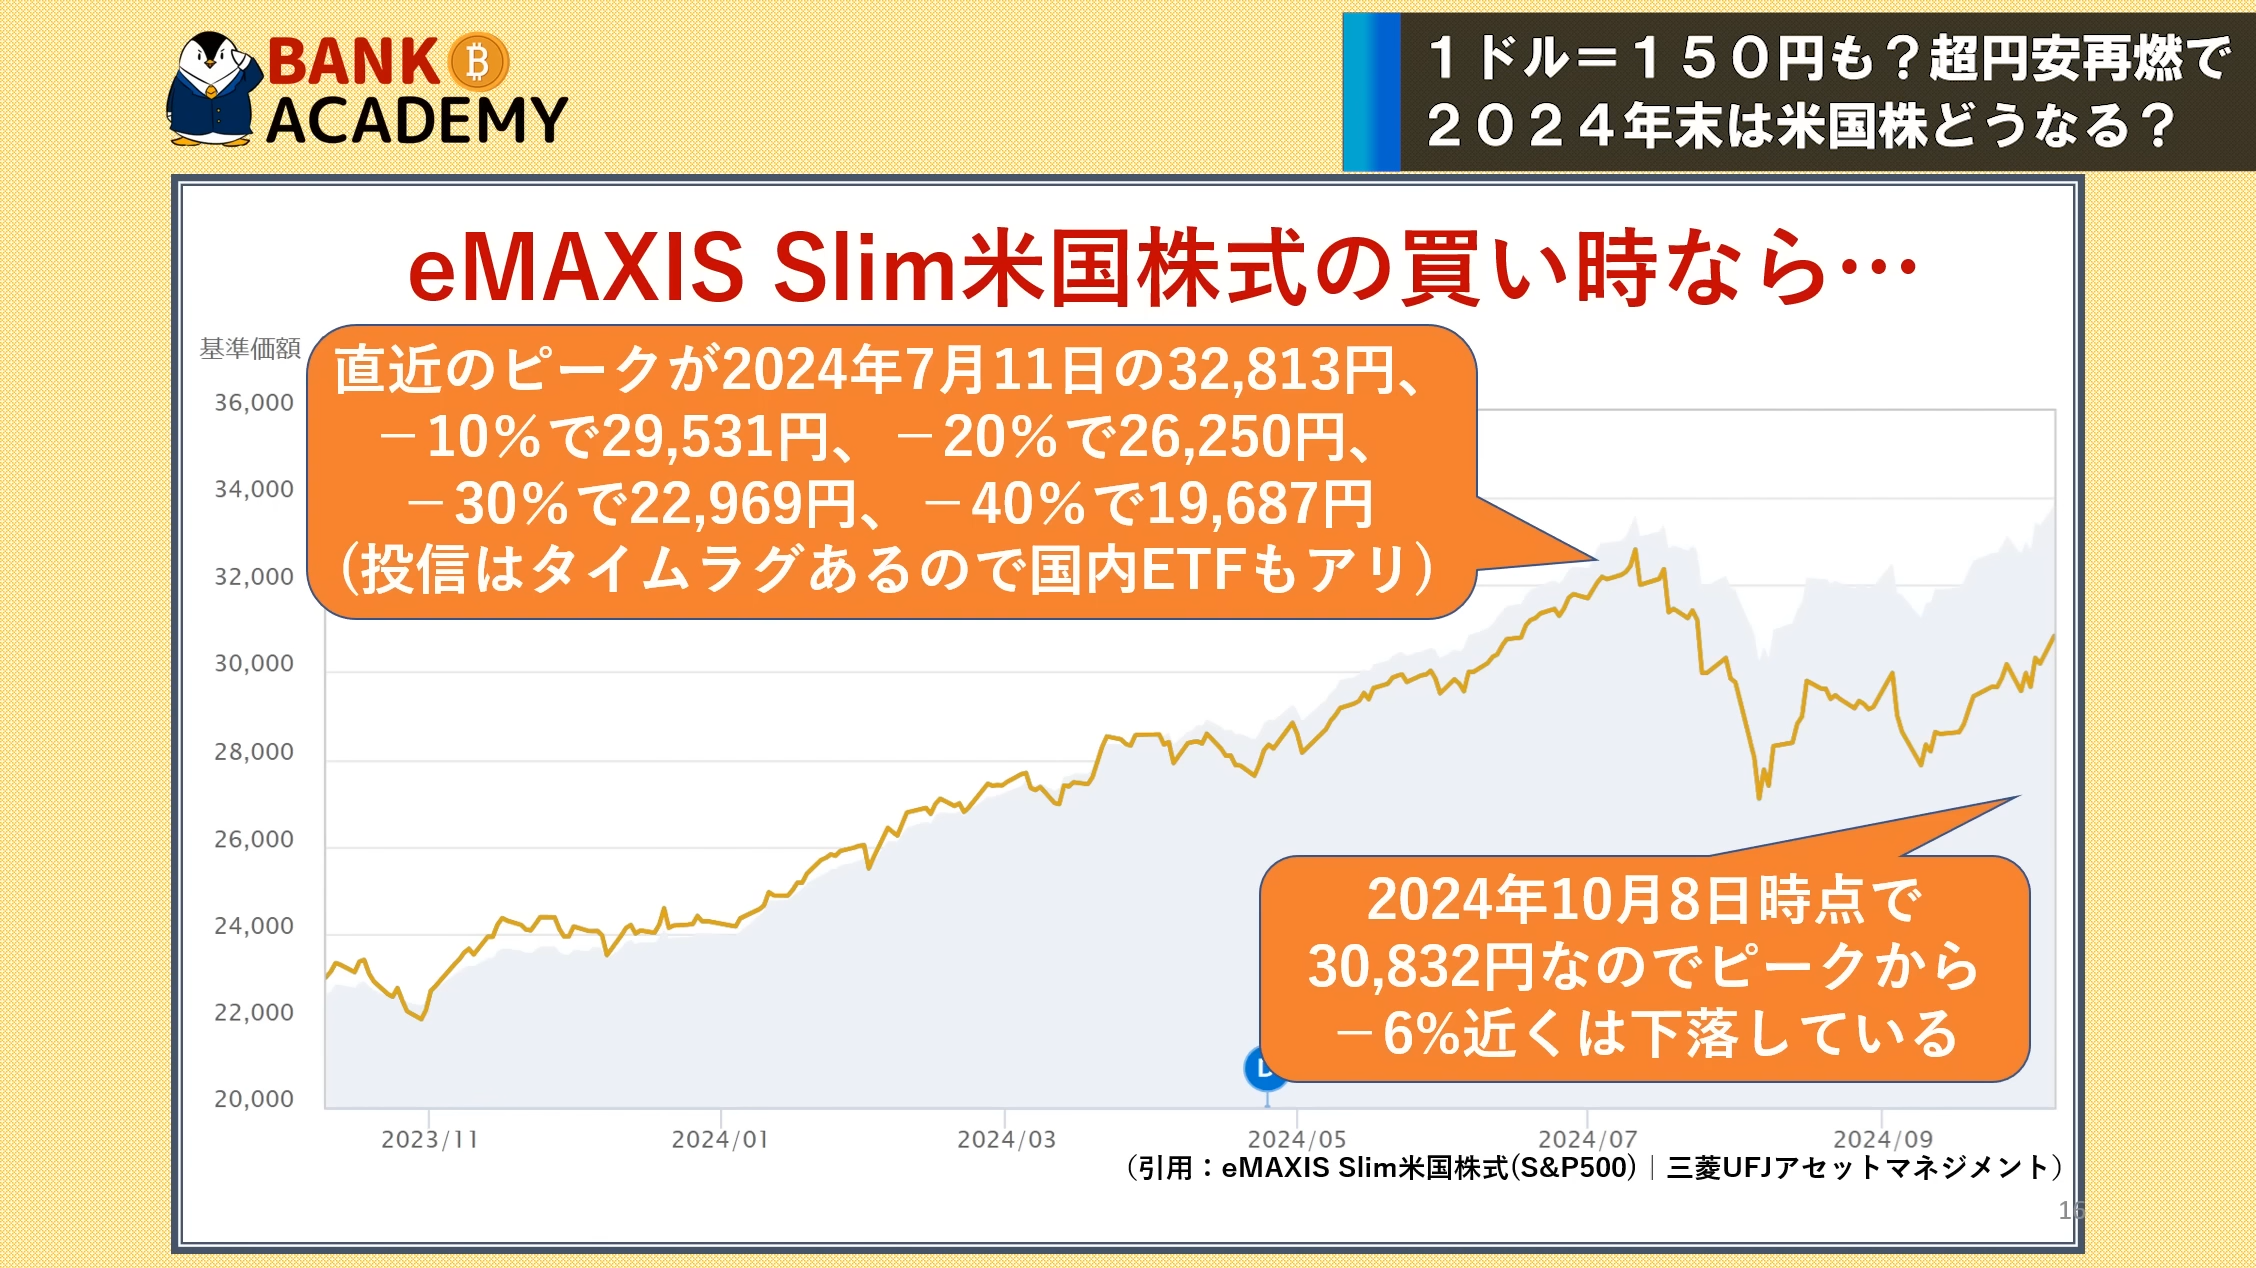 BANK
ACADEMY
１ドル＝１５０円も？超円安再燃で
２０２４年末は米国株どうなる？
eMAXIS Slim米国株式の買い時なら…
基準価額
直近のピークが2024年7月11日の32,813円、
－10％で29,531円、－20％で26,250円、
－30％で22,969円、－40％で19,687円
（投信はタイムラグあるので国内ETFもアリ）
36,000
34,000
32,000
30,000
28,000
26,000
24,000
22,000
20,000
2024年10月8日時点で
30,832円なのでピークから
－6%近くは下落している
2023/11
2024/01
2024/03
2024/05
2024/07
2024/09
（引用：eMAXIS Slim米国株式(S&P500)｜三菱UFJアセットマネジメント）